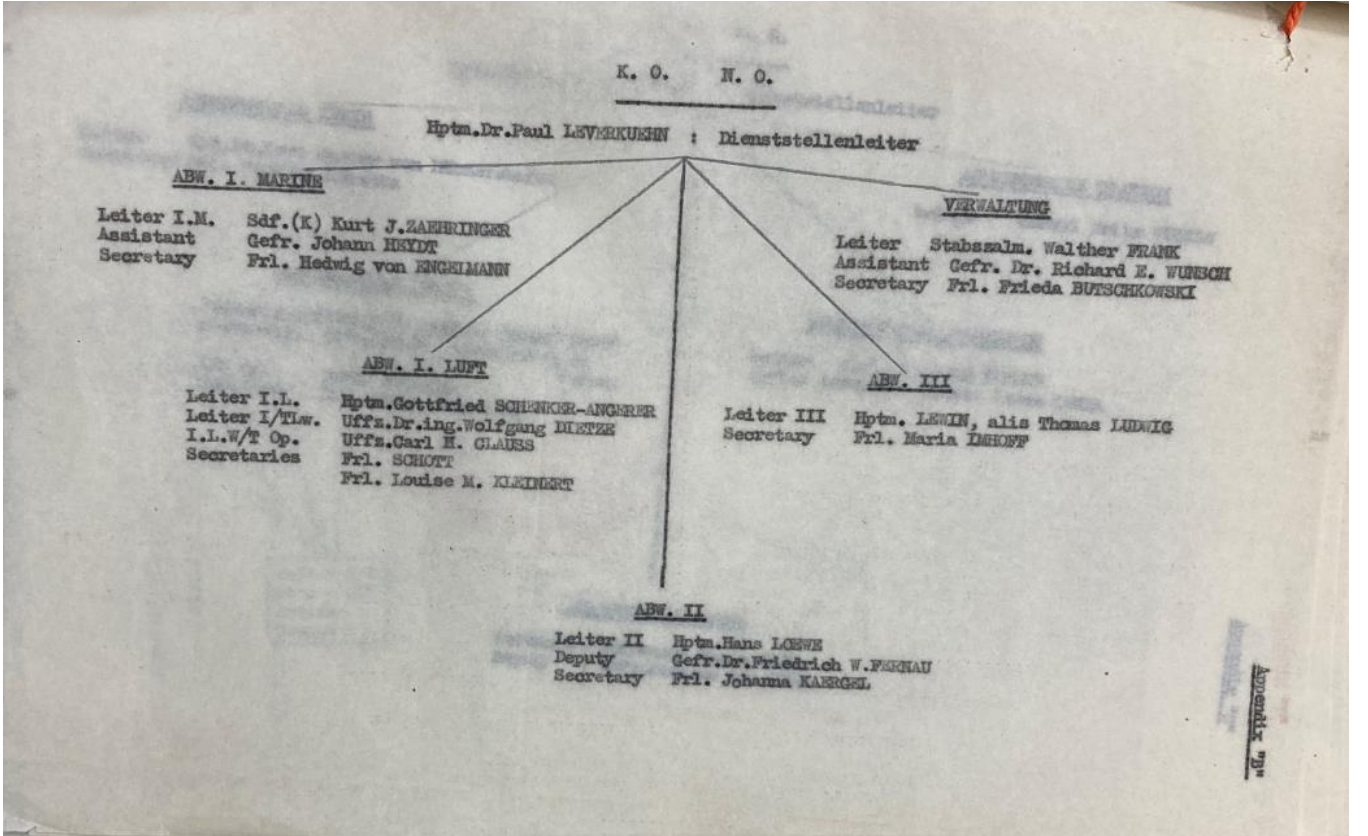 K. O. N. O.
Hptm.Dr.Paul LEVERKUEHN : Dienststellenleiter
ABW. I. MARINE
Leiter I.M. Sdf.(K) Kurt J.ZAEHRINGER
Assistant Gefr. Johann HEYDT
Secretary Frl. Hedwig von ENGELMANN
VERWALTUNG
Leiter Stabszalm. Walther FRANK
Assistant Gefr. Dr. Richard E. WUNSCH
Secretary Frl. Frieda BUTSCHKOWSKI
ABW. I. LUFT
Leiter I.L. Hptm.Gottfried SCHENKER-ANGERER
Leiter I/TLw. Uffz.Dr.ing.Wolfgang DIETZE
I.L.W/T Op. Uffz.Carl H. CLAUSS
Secretaries Frl. SCHOTT
Frl. Louise M. KLEINERT
ABW. III
Leiter III Hptm. LEWIN, alis Thomas LUDWIG
Secretary Frl. Maria IMHOFF
ABW. II
Leiter II Hptm.Hans LOEWE
Deputy Gefr.Dr.Friedrich W.FERNAU
Secretary Frl. Johanna KAERGEL
Appendix "B"